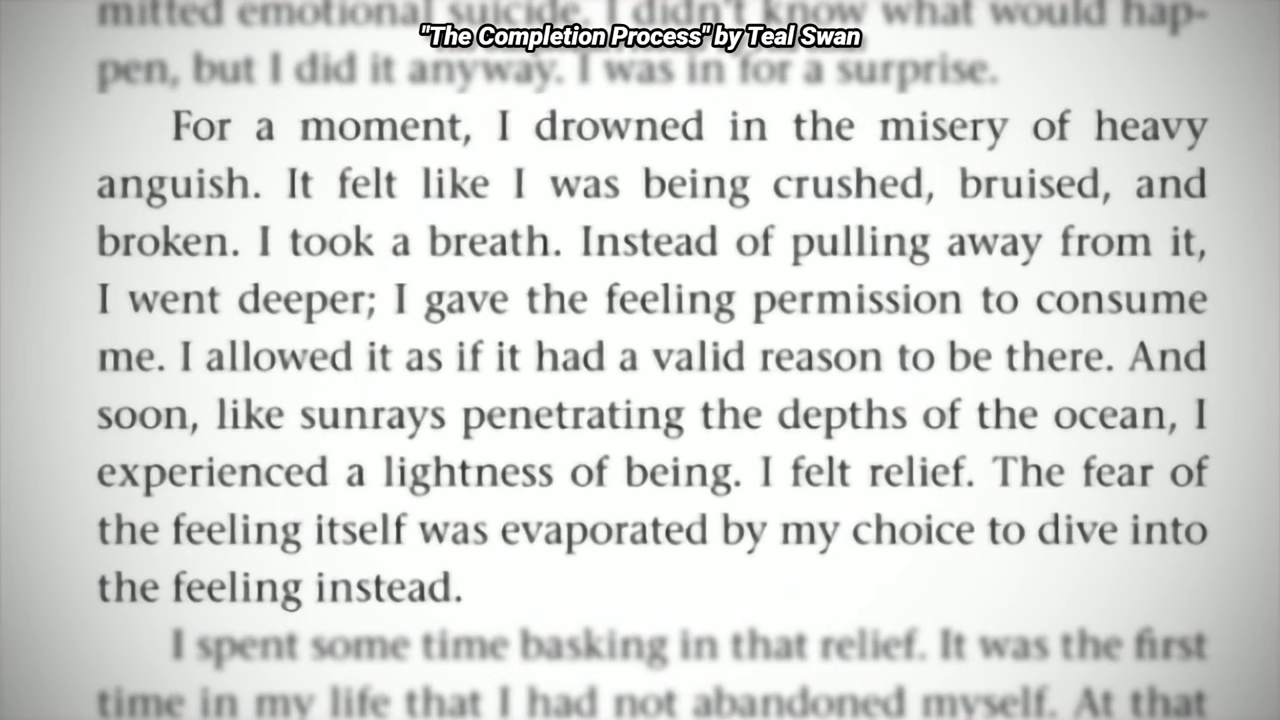 mitted emotional suicide. I didn't know what would hap-
"The Completion Process" by Teal Swan
pen, but I did it anyway. I was in for a surprise.
For a moment, I drowned in the misery of heavy
anguish. It felt like I was being crushed, bruised, and
broken. I took a breath. Instead of pulling away from it,
I went deeper; I gave the feeling permission to consume
me. I allowed it as if it had a valid reason to be there. And
soon, like sunrays penetrating the depths of the ocean, I
experienced a lightness of being. I felt relief. The fear of
the feeling itself was evaporated by my choice to dive into
the feeling instead.
I spent some time basking in that relief. It was the first
time in my life that I had not abandoned myself. At that